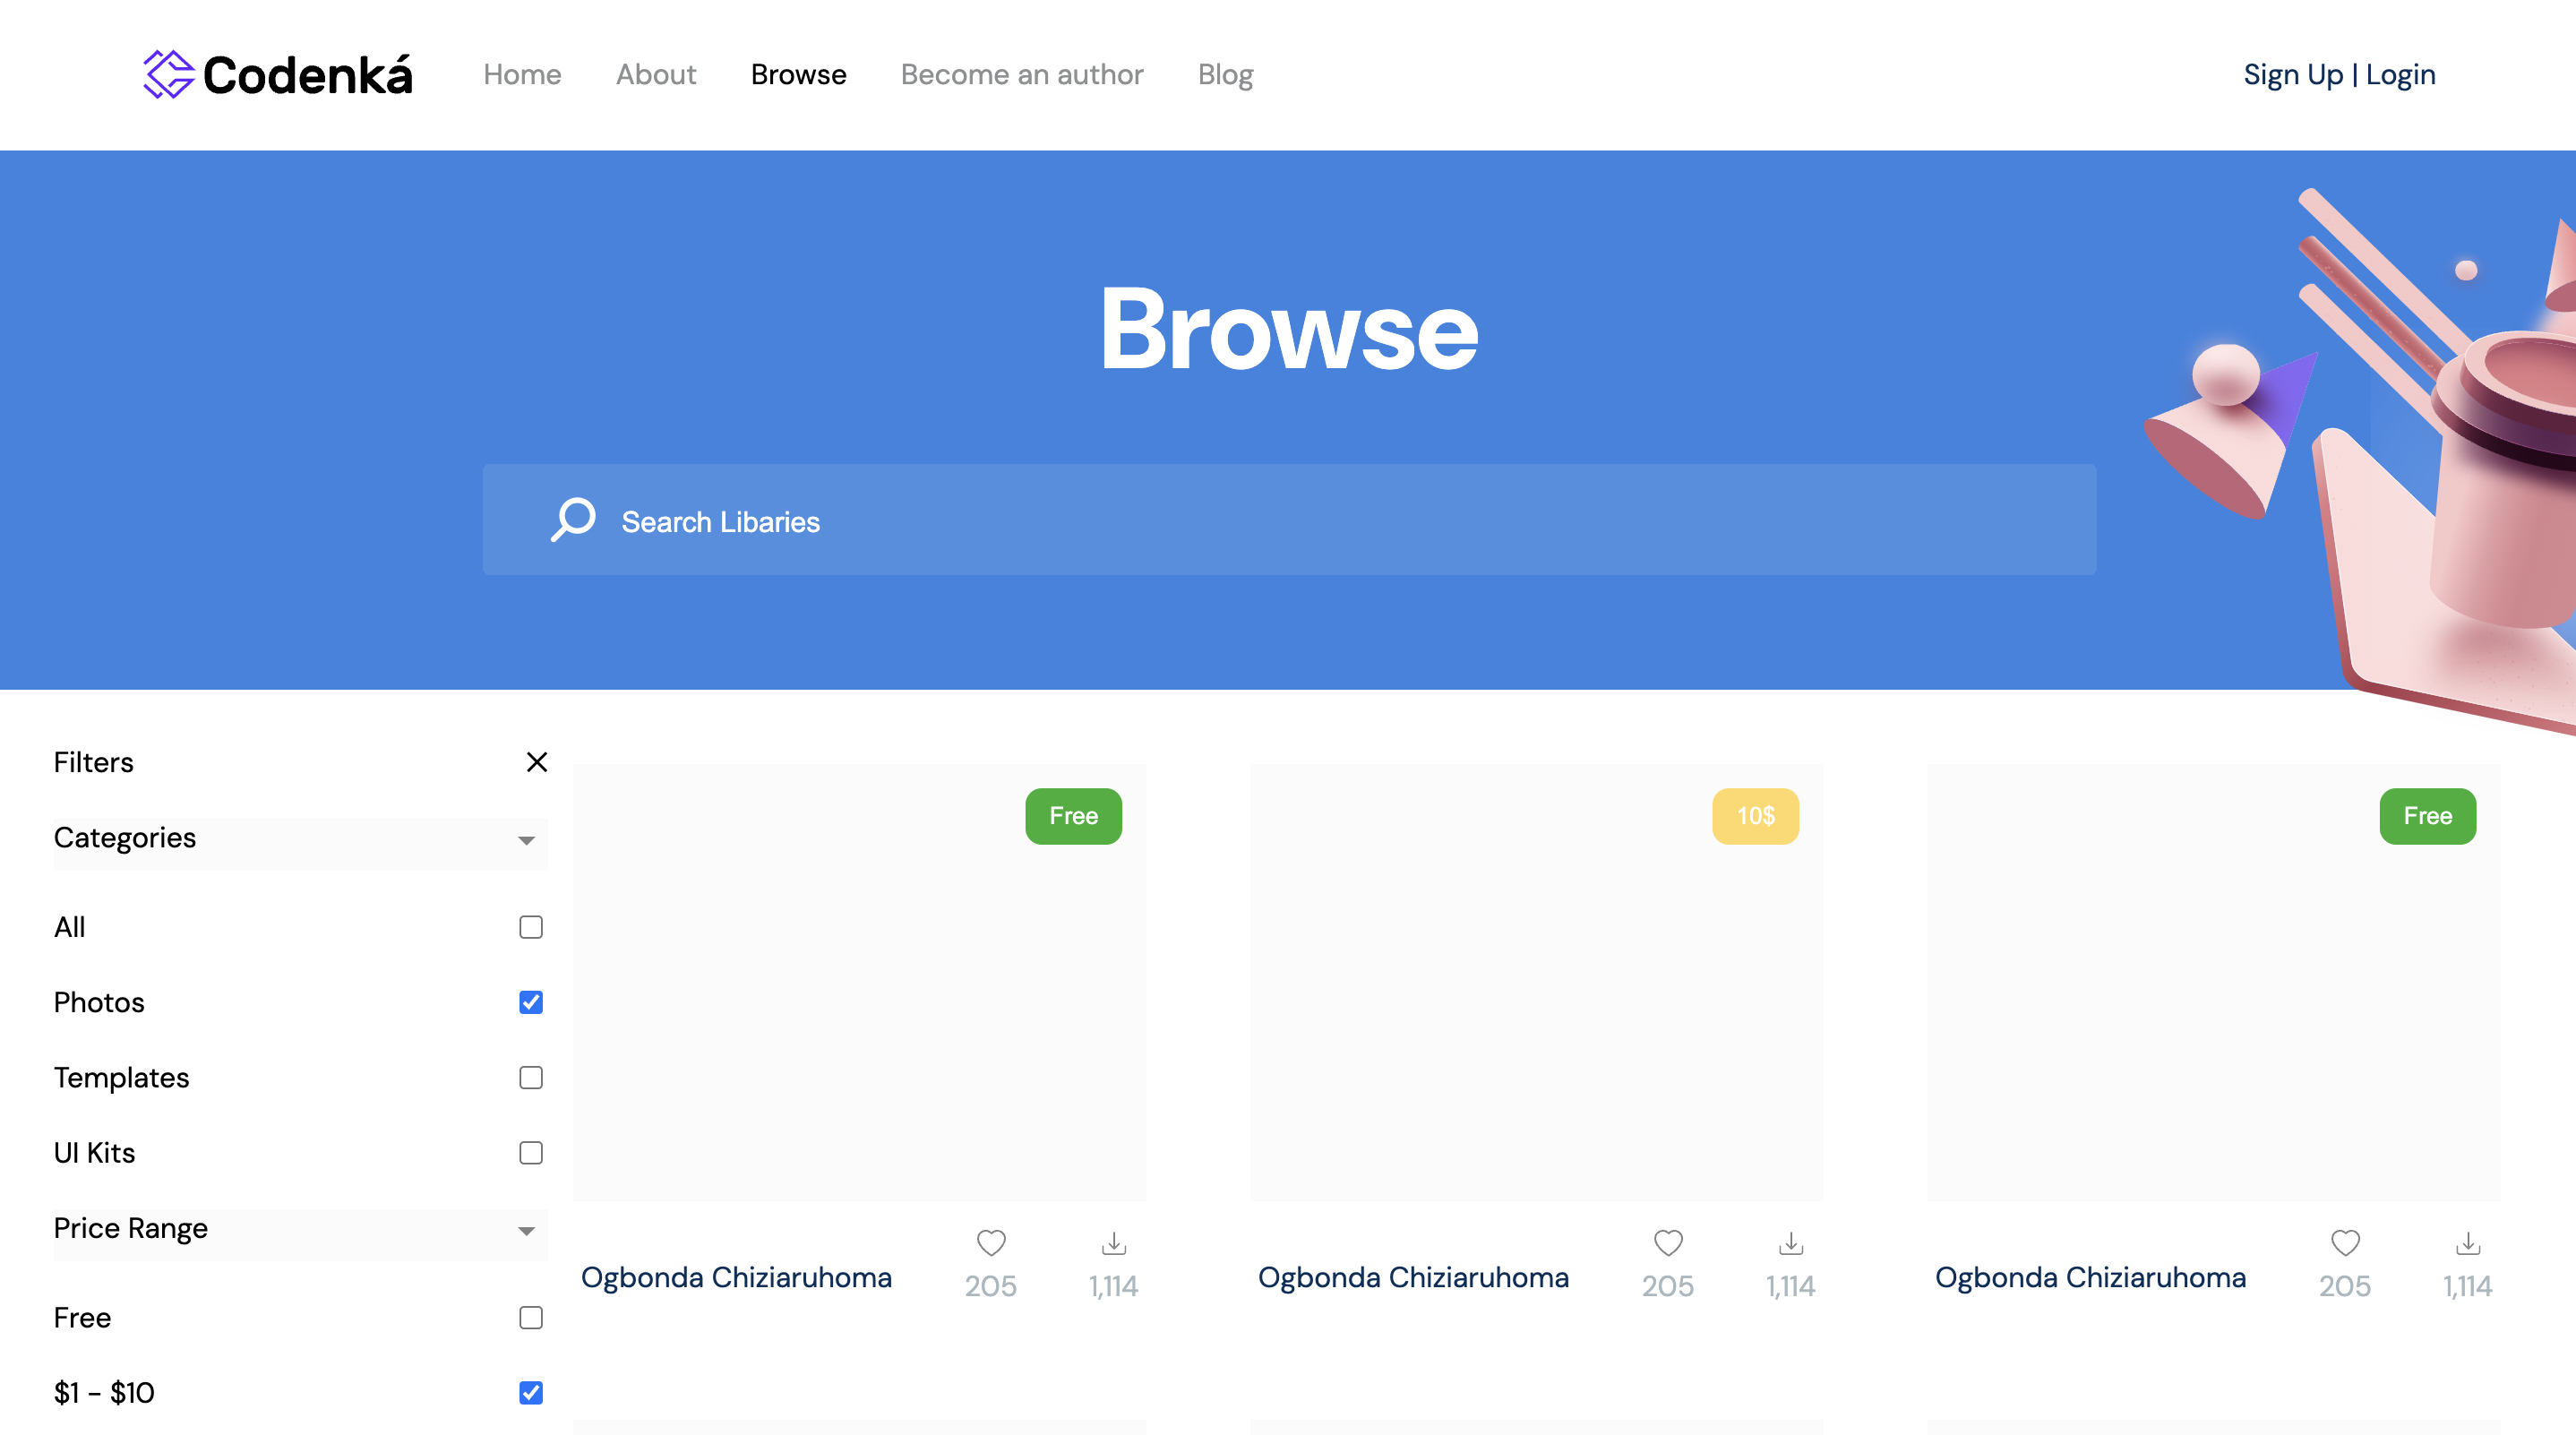 Codenká
Home About Browse Become an author Blog
Sign Up | Login
Browse
Search Libaries
Filters
Categories
All
Photos
Templates
UI Kits
Price Range
Free
$1 - $10
Free
10$
Free
Ogbonda Chiziaruhoma 205 1,114
Ogbonda Chiziaruhoma 205 1,114
Ogbonda Chiziaruhoma 205 1,114